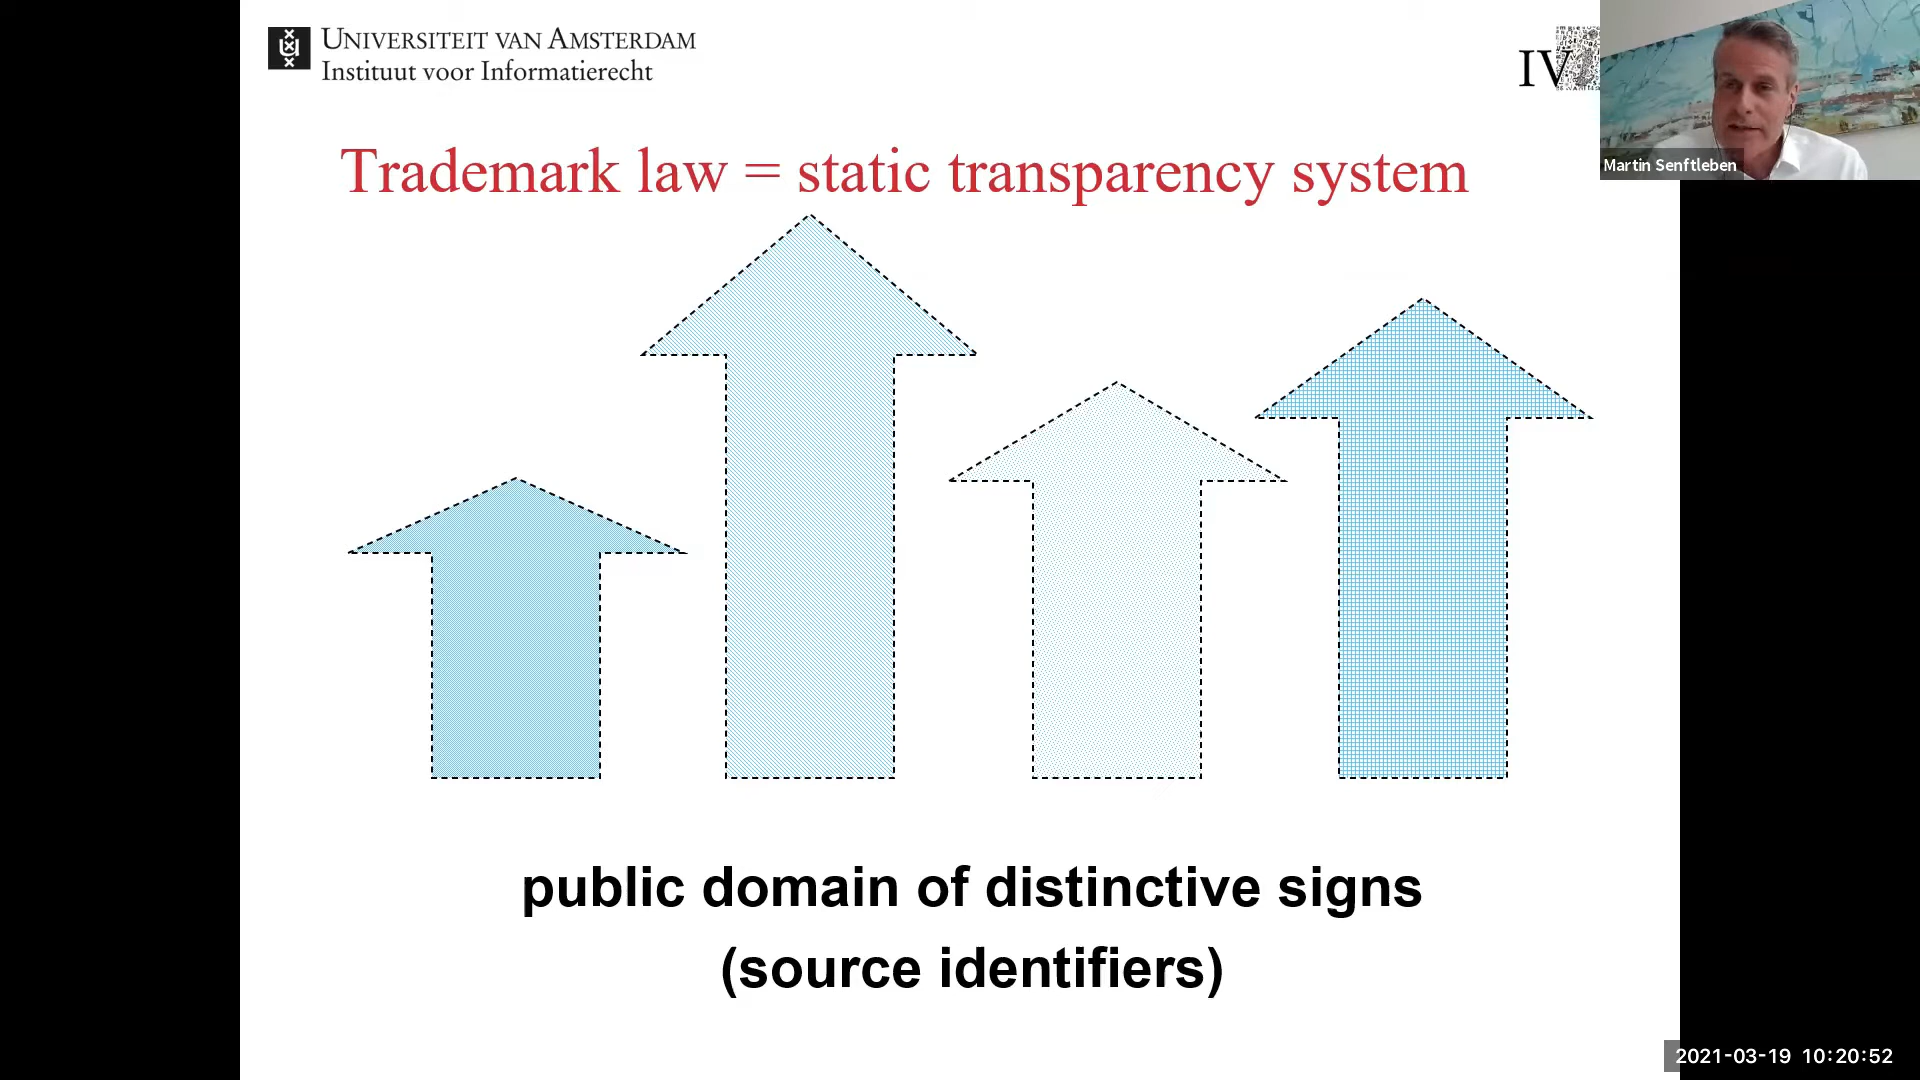 UNIVERSITEIT VAN AMSTERDAM
Instituut voor Informatierecht
IV
Martin Senftleben
Trademark law = static transparency system
public domain of distinctive signs
(source identifiers)
2021-03-19 10:20:52